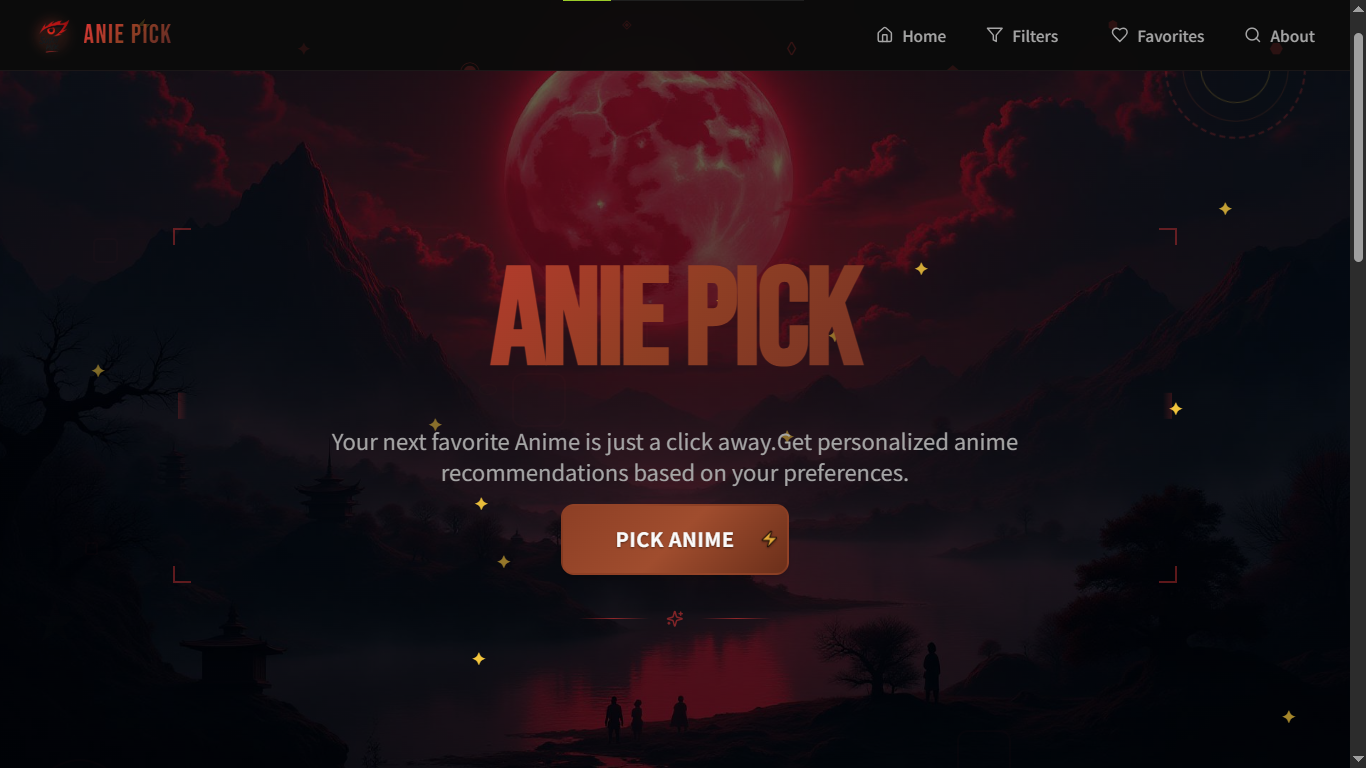 ANIE PICK
Home
Filters
Favorites
About
ANIE PICK
Your next favorite Anime is just a click away.Get personalized anime
recommendations based on your preferences.
PICK ANIME